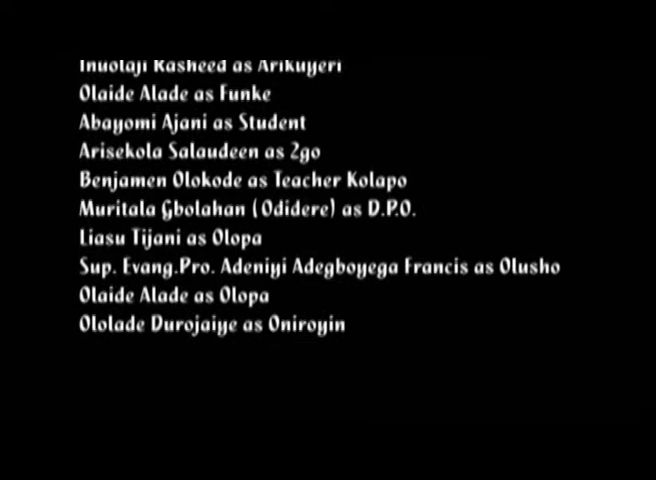 Inuolaji Rasheed as Arikuyeri
Olaide Alade as Funke
Abayomi Ajani as Student
Arisekola Salaudeen as 2go
Benjamen Olokode as Teacher Kolapo
Muritala Gbolahan (Odidere) as D.P.O.
Liasu Tijani as Olopa
Sup. Evang.Pro. Adeniyi Adegboyega Francis as Olusho
Olaide Alade as Olopa
Ololade Durojaiye as Oniroyin